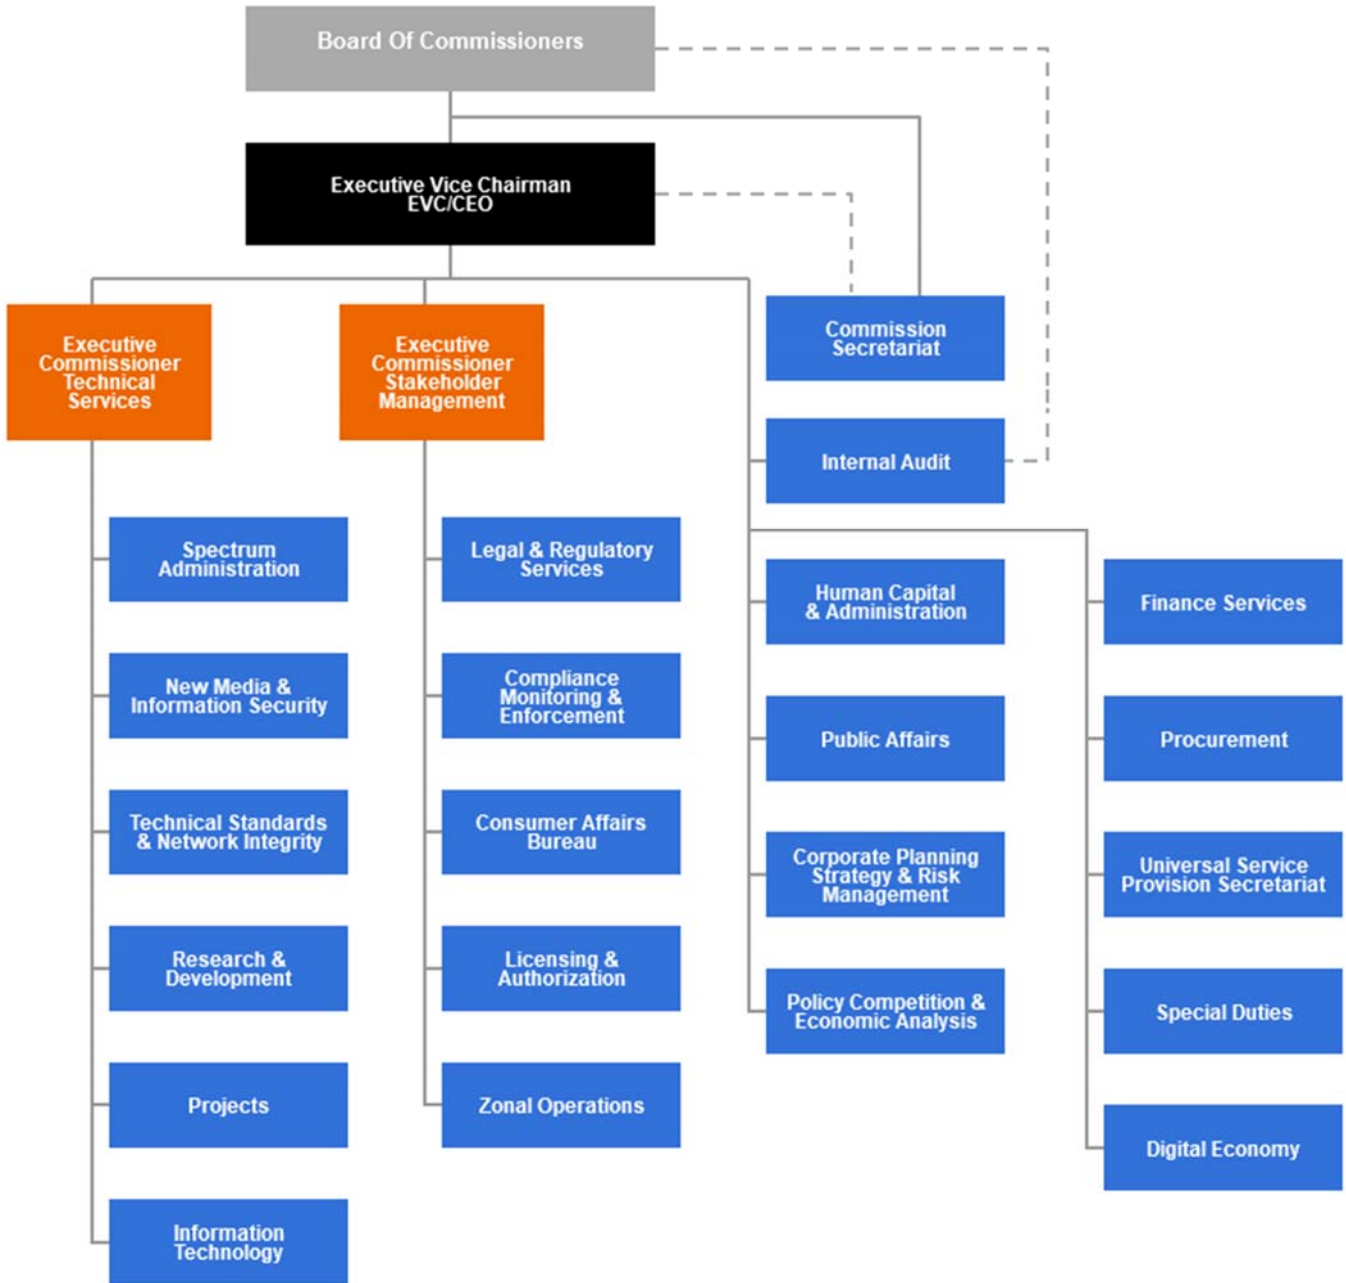 Board Of Commissioners
Executive Vice Chairman
EVC/CEO
Executive
Commissioner
Technical
Services
Executive
Commissioner
Stakeholder
Management
Commission
Secretariat
Internal Audit
Spectrum
Administration
New Media &
Information Security
Technical Standards
& Network Integrity
Research &
Development
Projects
Information
Technology
Legal & Regulatory
Services
Compliance
Monitoring &
Enforcement
Consumer Affairs
Bureau
Licensing &
Authorization
Zonal Operations
Human Capital
& Administration
Public Affairs
Corporate Planning
Strategy & Risk
Management
Policy Competition &
Economic Analysis
Finance Services
Procurement
Universal Service
Provision Secretariat
Special Duties
Digital Economy